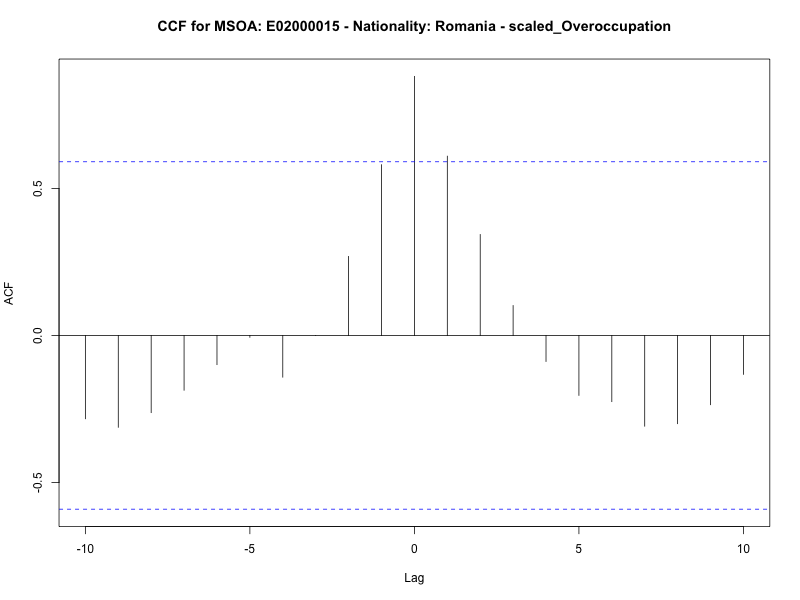 CCF for MSOA: E02000015 - Nationality: Romania - scaled_Overoccupation
0.5
0.0
-0.5
ACF
-10
-5
0
5
10
Lag